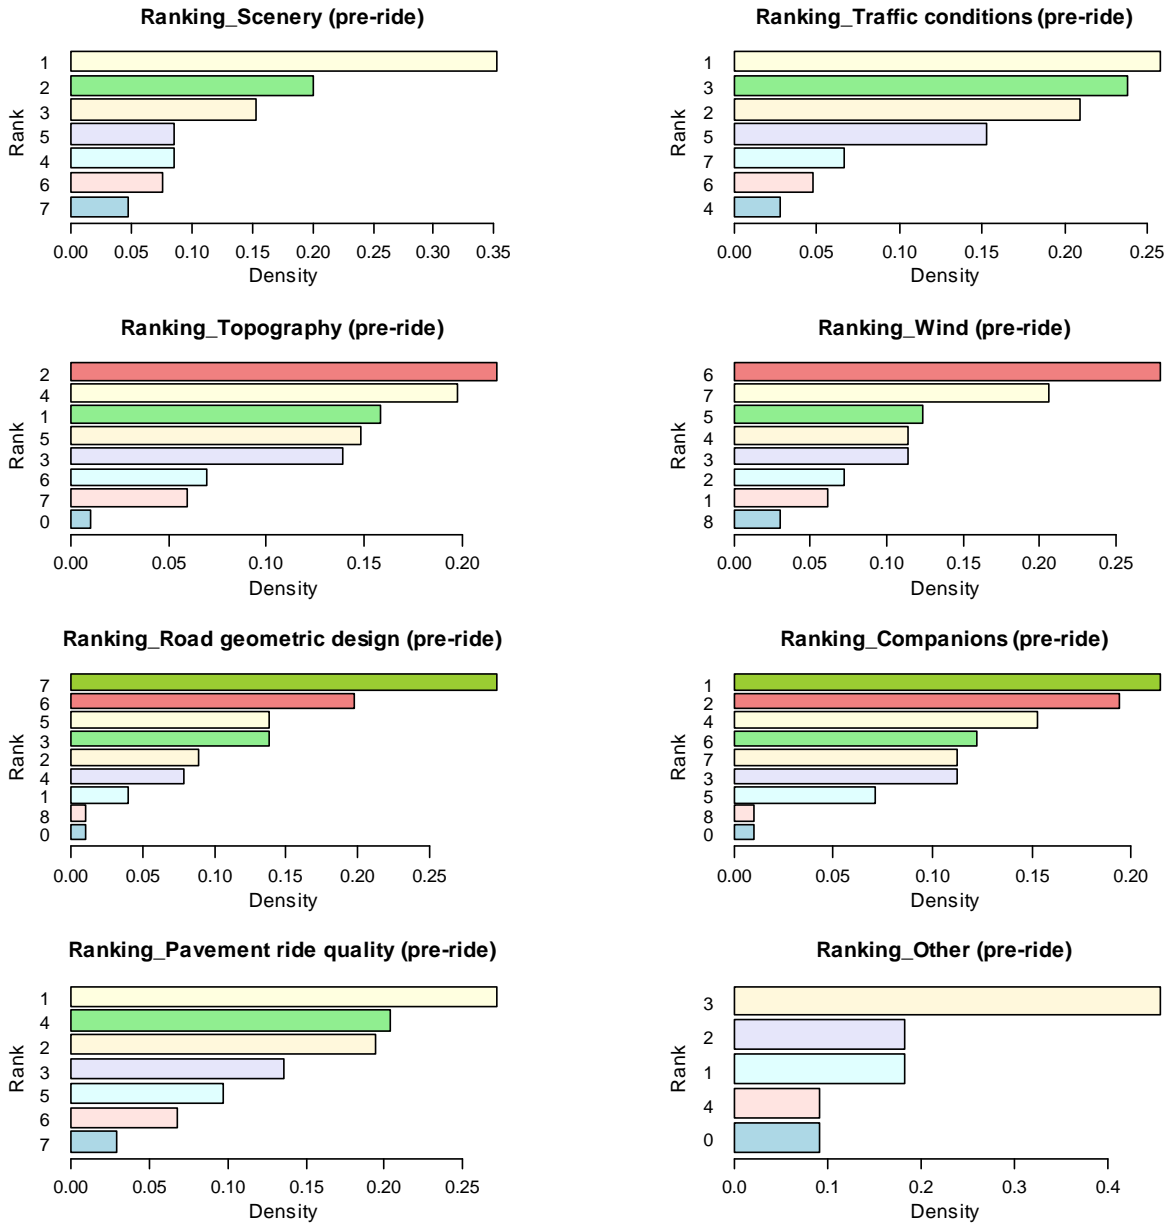 Ranking_Scenery (pre-ride)
Rank
1
2
3
5
4
6
7
0.00 0.05 0.10 0.15 0.20 0.25 0.30 0.35
Density
Ranking_Traffic conditions (pre-ride)
Rank
1
3
2
5
7
6
4
0.00 0.05 0.10 0.15 0.20 0.25
Density
Ranking_Topography (pre-ride)
Rank
2
4
1
5
3
6
7
0
0.00 0.05 0.10 0.15 0.20
Density
Ranking_Wind (pre-ride)
Rank
6
7
5
4
3
2
1
8
0.00 0.05 0.10 0.15 0.20 0.25
Density
Ranking_Road geometric design (pre-ride)
Rank
7
6
5
3
2
4
1
8
0
0.00 0.05 0.10 0.15 0.20 0.25
Density
Ranking_Companions (pre-ride)
Rank
1
2
4
6
7
3
5
8
0
0.00 0.05 0.10 0.15 0.20
Density
Ranking_Pavement ride quality (pre-ride)
Rank
1
4
2
3
5
6
7
0.00 0.05 0.10 0.15 0.20 0.25
Density
Ranking_Other (pre-ride)
Rank
3
2
1
4
0
0.0 0.1 0.2 0.3 0.4
Density